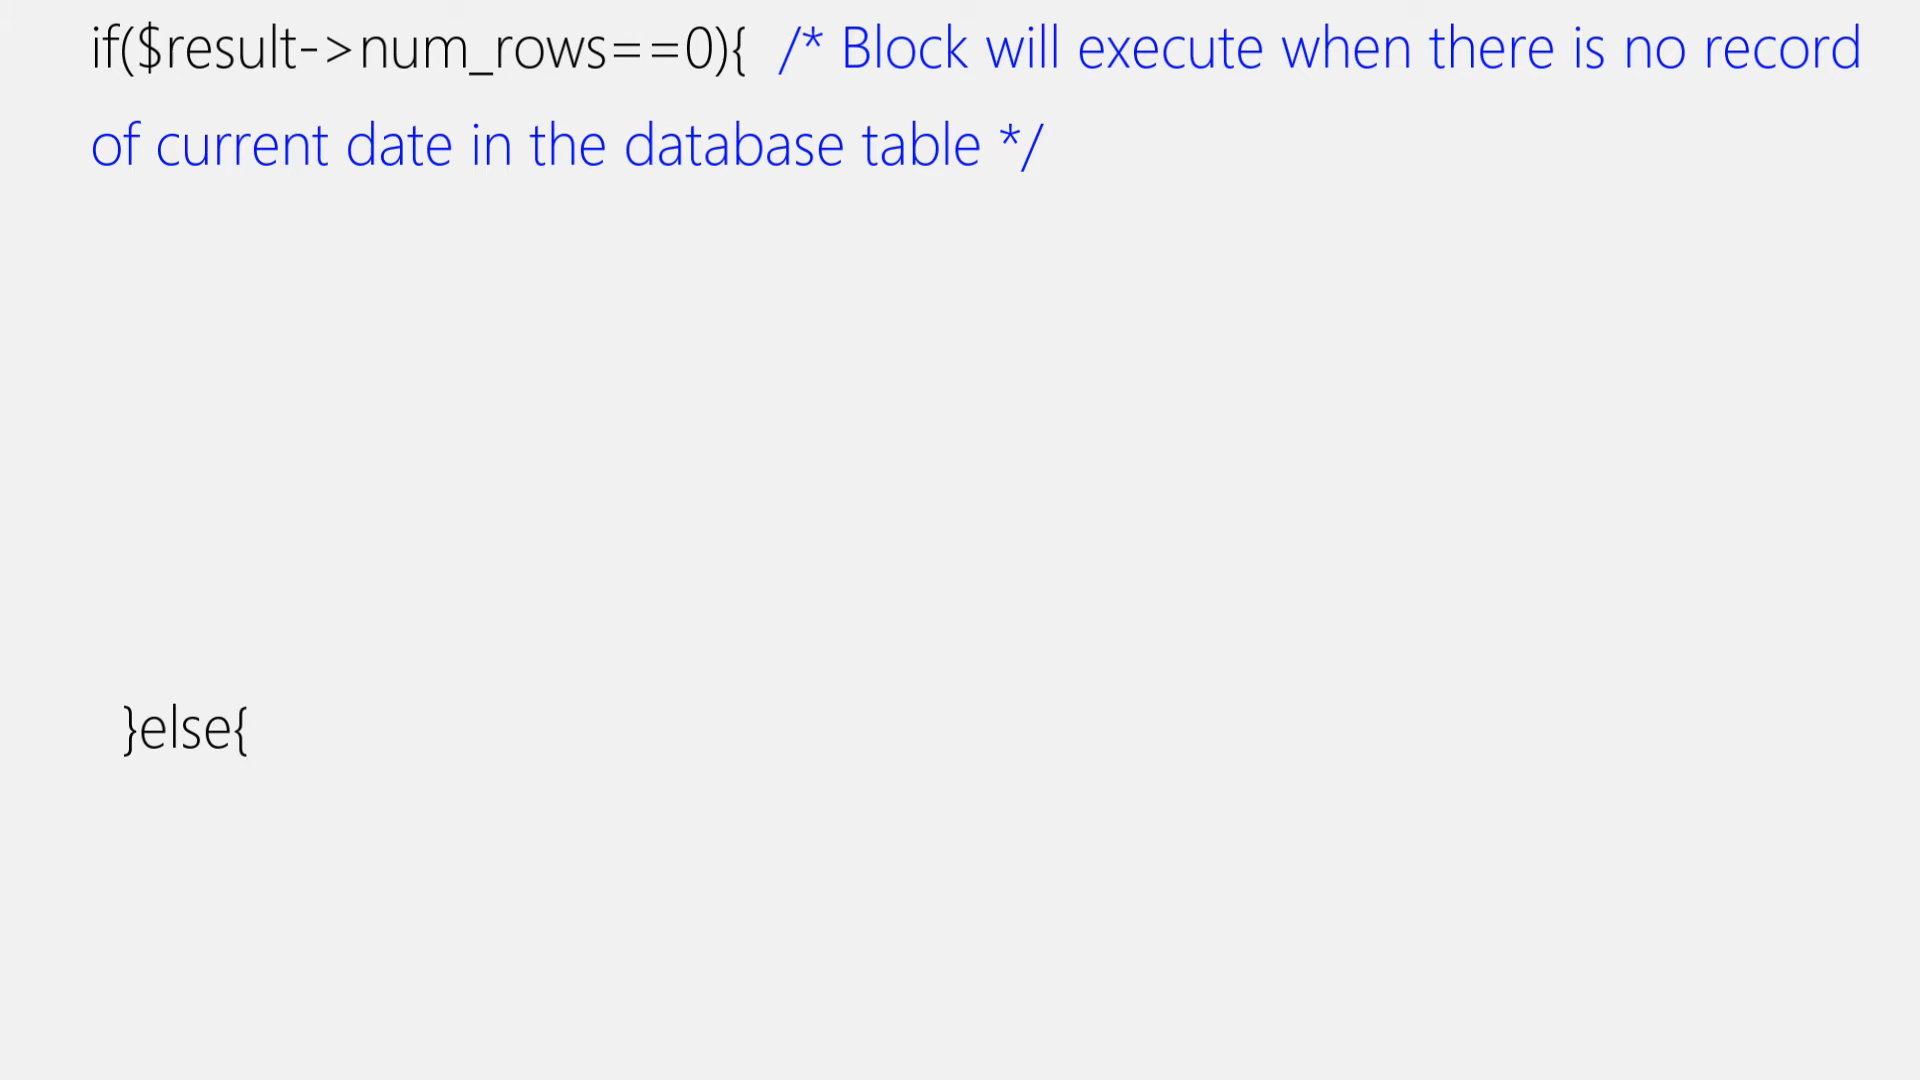 if($result->num_rows==0){ /* Block will execute when there is no record
of current date in the database table */
}else{